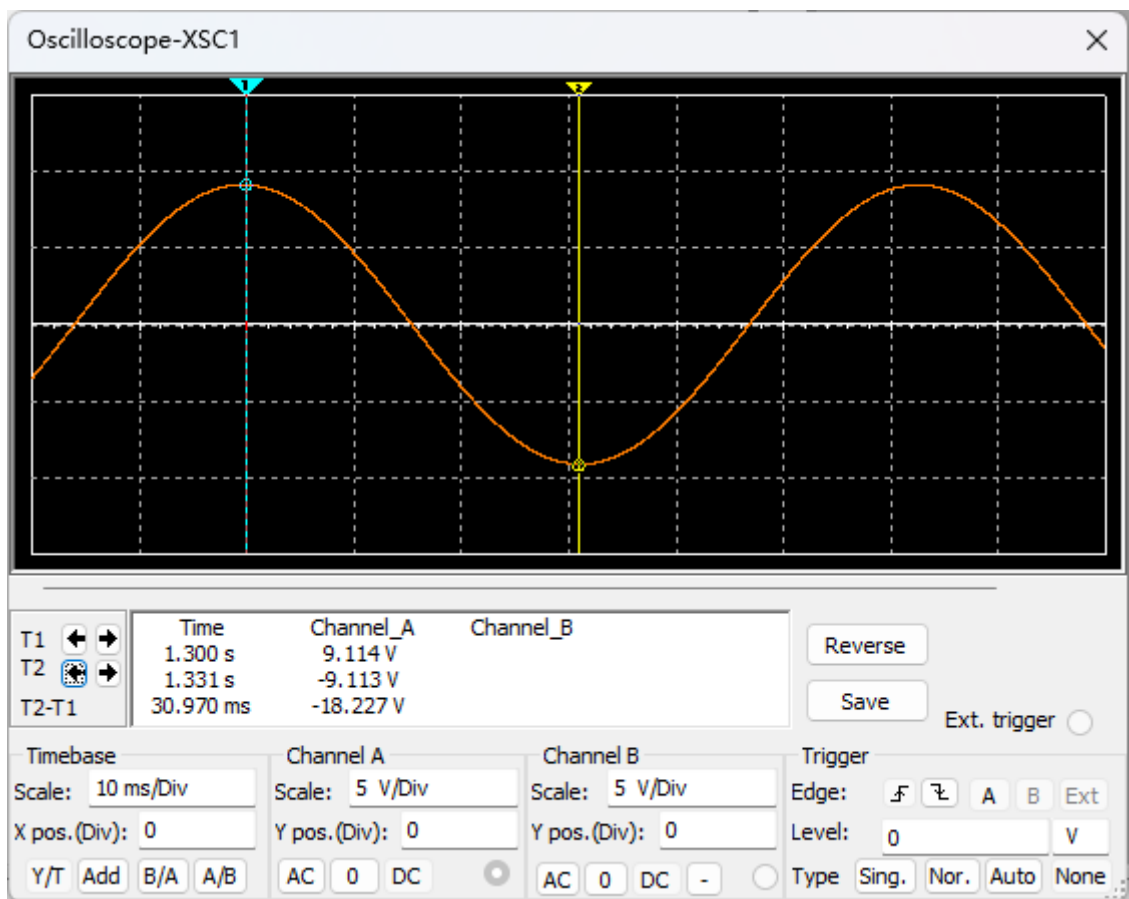 Oscilloscope-XSC1
1 2
Time Channel_A Channel_B
T1 1.300 s 9.114 V
T2 1.331 s -9.113 V
T2-T1 30.970 ms -18.227 V
Reverse
Save
Ext. trigger
Timebase
Scale: 10 ms/Div
X pos.(Div): 0
Y/T Add B/A A/B
Channel A
Scale: 5 V/Div
Y pos.(Div): 0
AC 0 DC
Channel B
Scale: 5 V/Div
Y pos.(Div): 0
AC 0 DC -
Trigger
Edge: A B Ext
Level: 0 V
Type Sing. Nor. Auto None